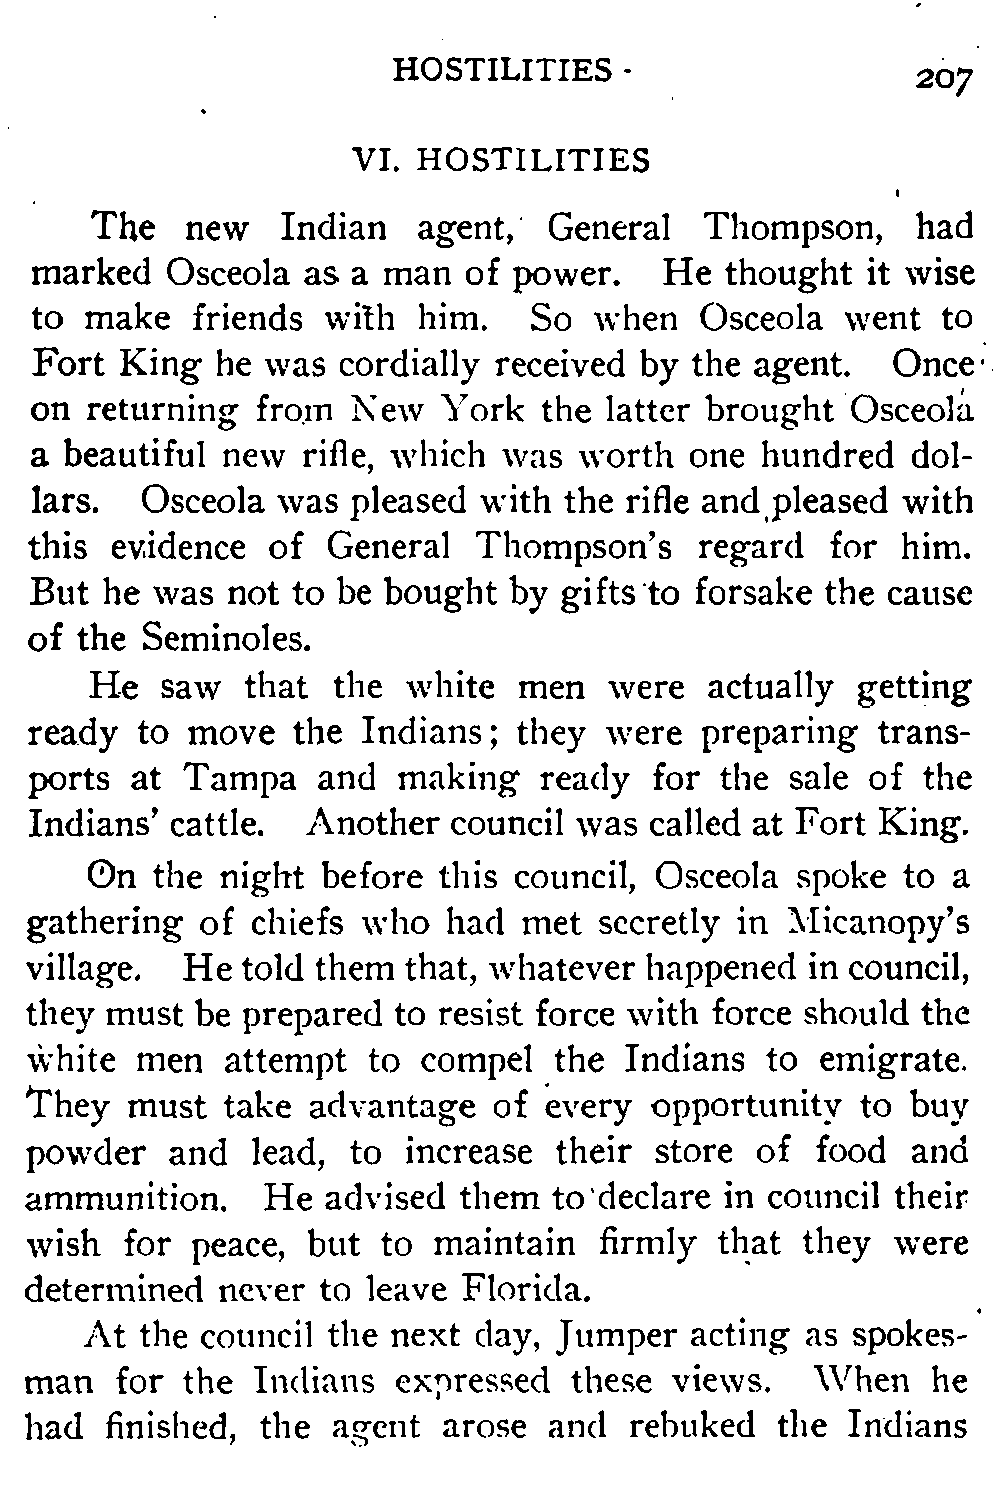 HOSTILITIES 207
VI. HOSTILITIES
The new Indian agent, General Thompson, had
marked Osceola as a man of power. He thought it wise
to make friends with him. So when Osceola went to
Fort King he was cordially received by the agent. Once
on returning from New York the latter brought Osceola
a beautiful new rifle, which was worth one hundred dol-
lars. Osceola was pleased with the rifle and pleased with
this evidence of General Thompson's regard for him.
But he was not to be bought by gifts to forsake the cause
of the Seminoles.
He saw that the white men were actually getting
ready to move the Indians; they were preparing trans-
ports at Tampa and making ready for the sale of the
Indians' cattle. Another council was called at Fort King.
On the night before this council, Osceola spoke to a
gathering of chiefs who had met secretly in Micanopy's
village. He told them that, whatever happened in council,
they must be prepared to resist force with force should the
white men attempt to compel the Indians to emigrate.
They must take advantage of every opportunity to buy
powder and lead, to increase their store of food and
ammunition. He advised them to declare in council their
wish for peace, but to maintain firmly that they were
determined never to leave Florida.
At the council the next day, Jumper acting as spokes-
man for the Indians expressed these views. When he
had finished, the agent arose and rebuked the Indians